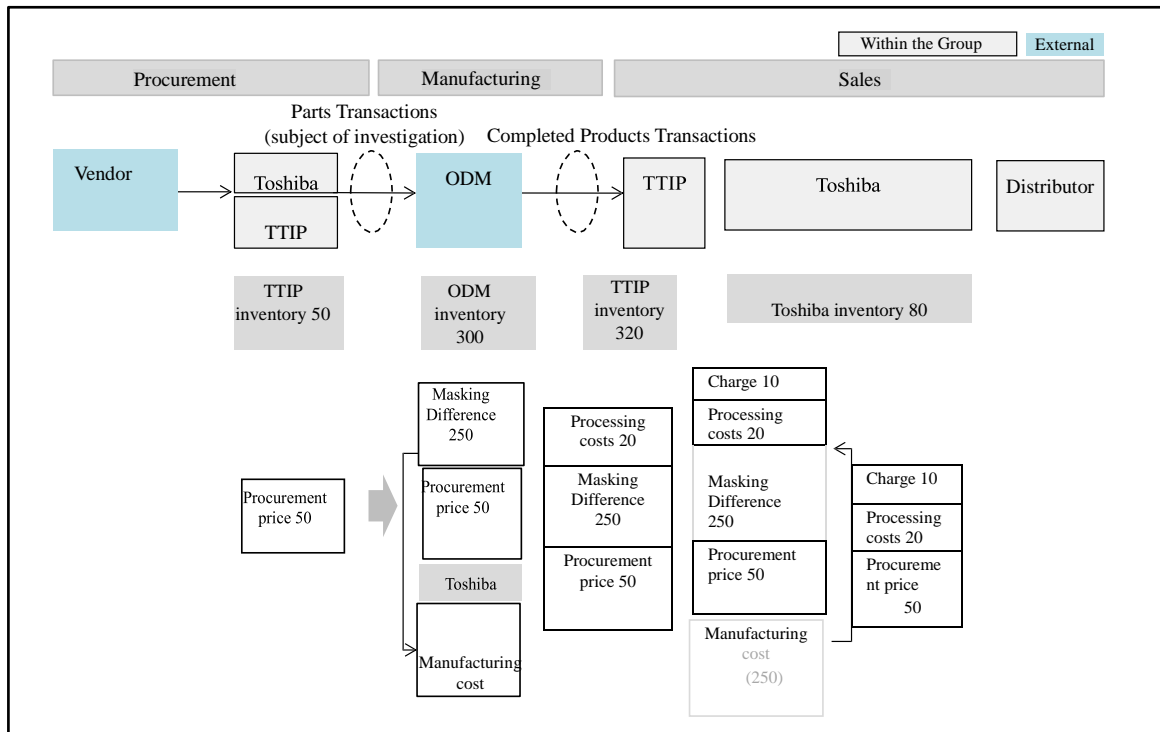 Within the Group
External
Procurement
Manufacturing
Sales
Parts Transactions
(subject of investigation)
Completed Products Transactions
Vendor
Toshiba
TTIP
ODM
TTIP
Toshiba
Distributor
TTIP
inventory 50
ODM
inventory
300
TTIP
inventory
320
Toshiba inventory 80
Procurement
price 50
Masking
Difference
250
Procurement
price 50
Toshiba
Manufacturing
cost
Processing
costs 20
Masking
Difference
250
Procurement
price 50
Charge 10
Processing
costs 20
Masking
Difference
250
Procurement
price 50
Manufacturing
cost
(250)
Charge 10
Processing
costs 20
Procureme
nt price
50